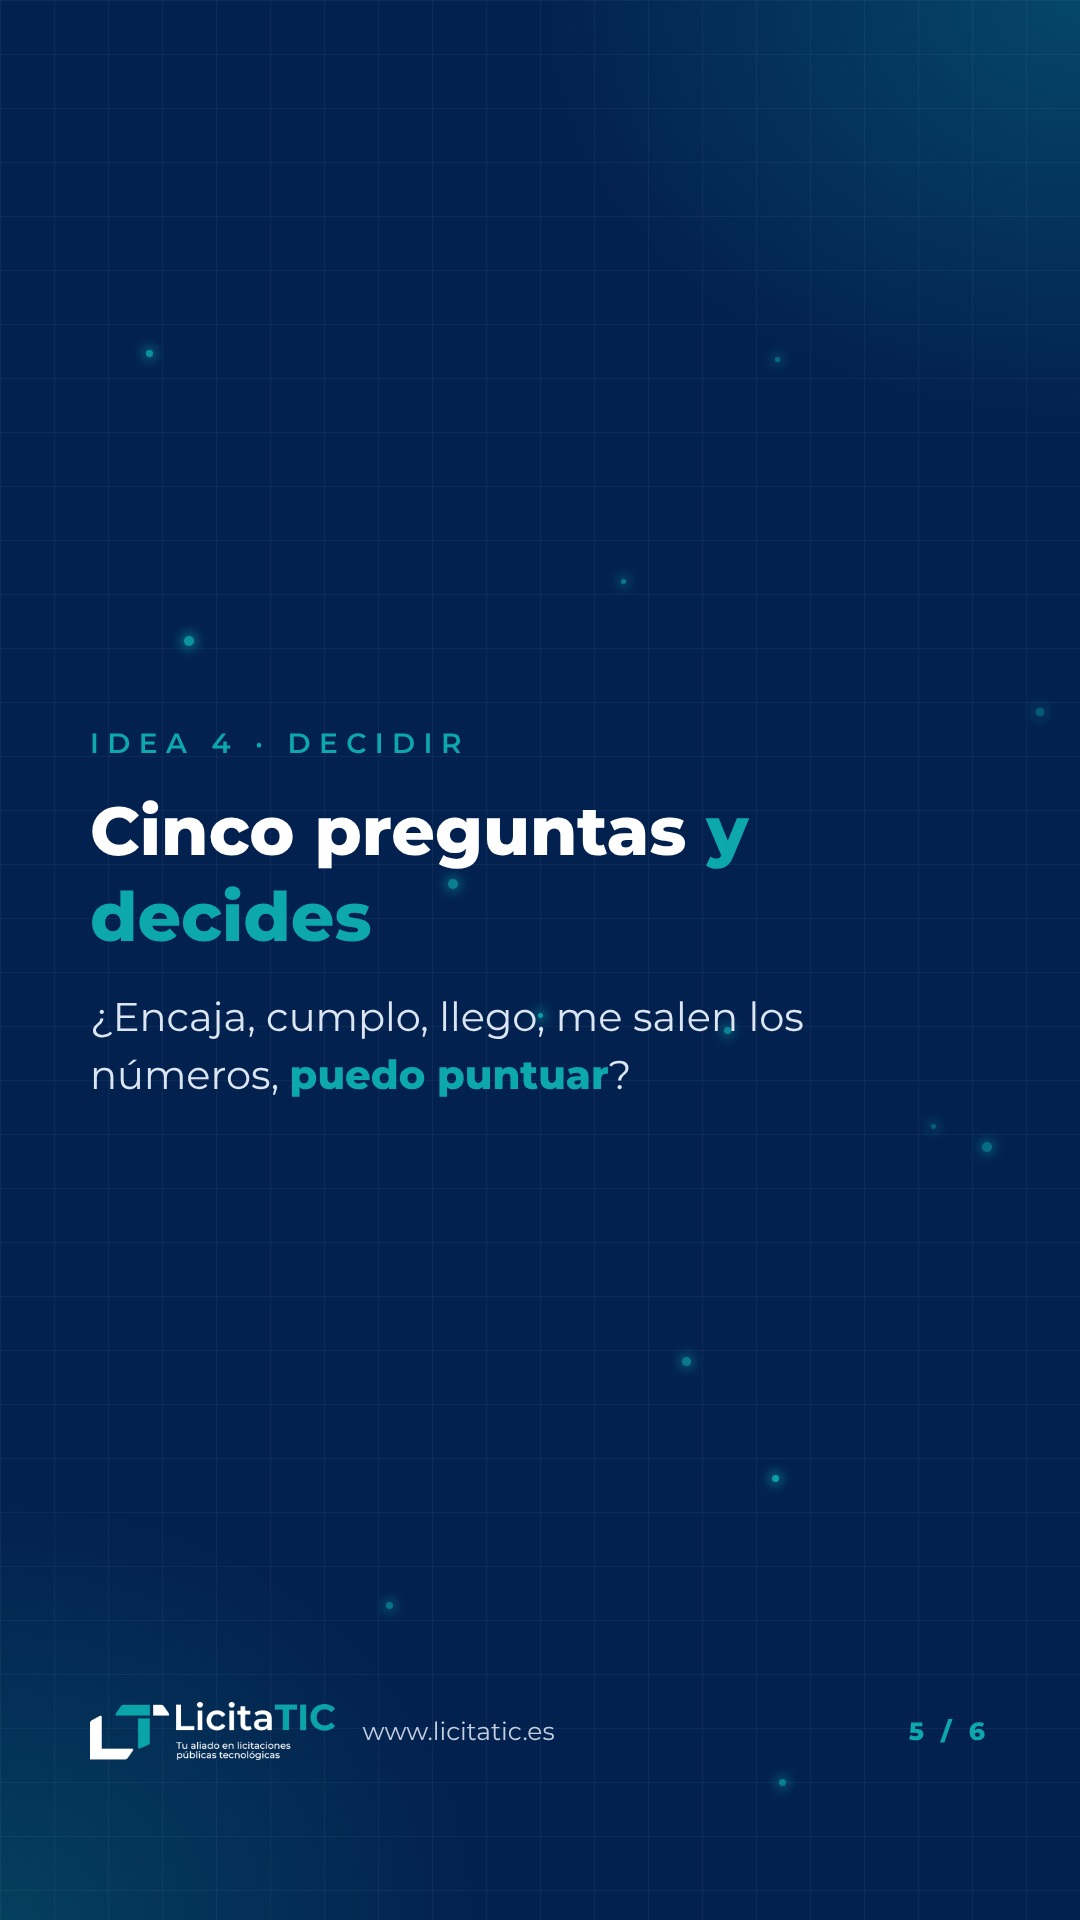 IDEA 4 · DECIDIR
Cinco preguntas y
decides
¿Encaja, cumplo, llego, me salen los
números, puedo puntuar?
LicitaTIC
Tu aliado en licitaciones
públicas tecnológicas
www.licitatic.es
5 / 6